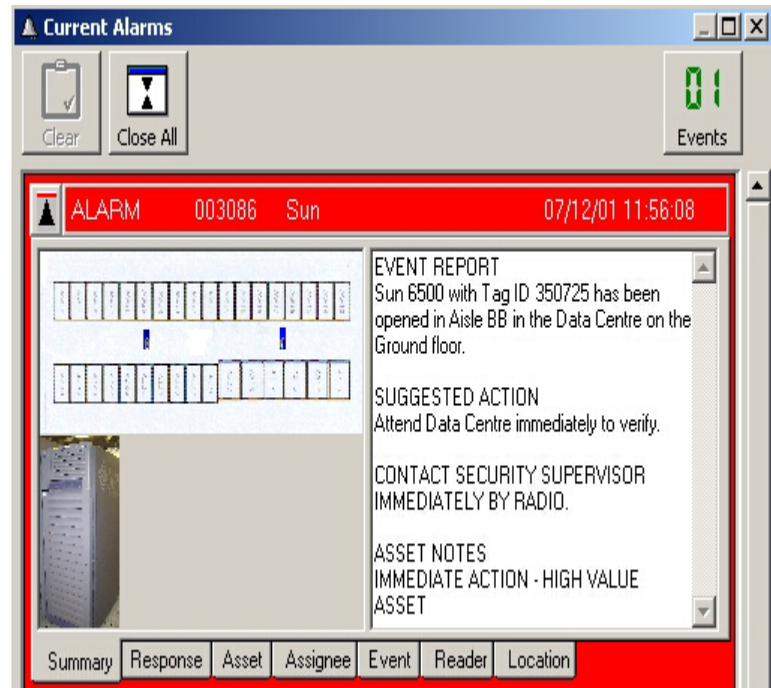 Current Alarms
Clear
Close All
01
Events
ALARM 003086 Sun 07/12/01 11:56:08
EVENT REPORT
Sun 6500 with Tag ID 350725 has been
opened in Aisle BB in the Data Centre on the
Ground floor.
SUGGESTED ACTION
Attend Data Centre immediately to verify.
CONTACT SECURITY SUPERVISOR
IMMEDIATELY BY RADIO.
ASSET NOTES
IMMEDIATE ACTION - HIGH VALUE
ASSET
Summary Response Asset Assignee Event Reader Location